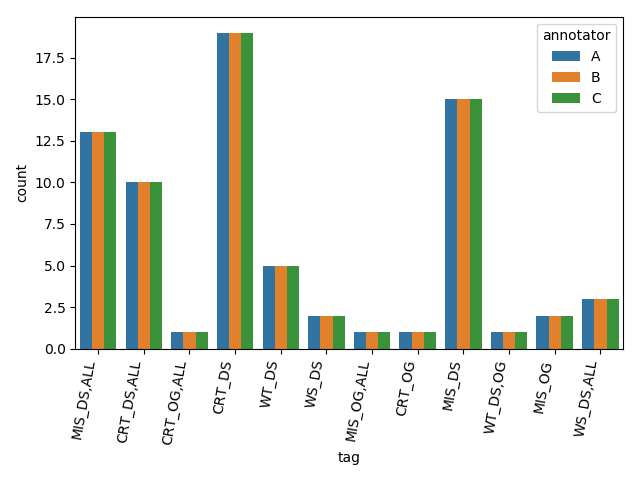 annotator
A
B
C
17.5
15.0
12.5
10.0
7.5
5.0
2.5
0.0
count
MIS_DS,ALL
CRT_DS,ALL
CRT_OG,ALL
CRT_DS
WT_DS
WS_DS
MIS_OG,ALL
CRT_OG
MIS_DS
WT_DS,OG
MIS_OG
WS_DS,ALL
tag